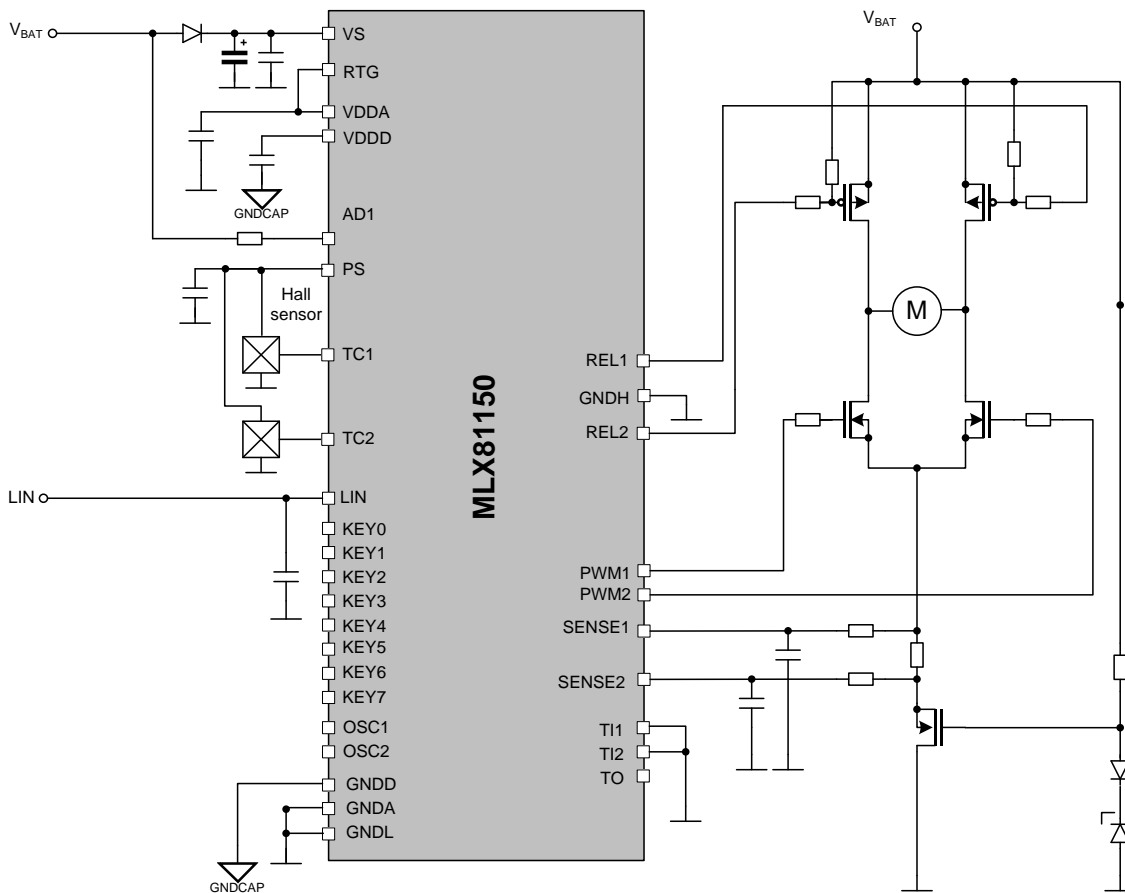 VBAT
VS
RTG
VDDA
VDDD
GNDCAP
AD1
PS
Hall
sensor
TC1
TC2
LIN
LIN
KEY0
KEY1
KEY2
KEY3
KEY4
KEY5
KEY6
KEY7
OSC1
OSC2
GNDD
GNDA
GNDL
GNDCAP
MLX81150
REL1
GNDH
REL2
PWM1
PWM2
SENSE1
SENSE2
TI1
TI2
TO
VBAT
M
+